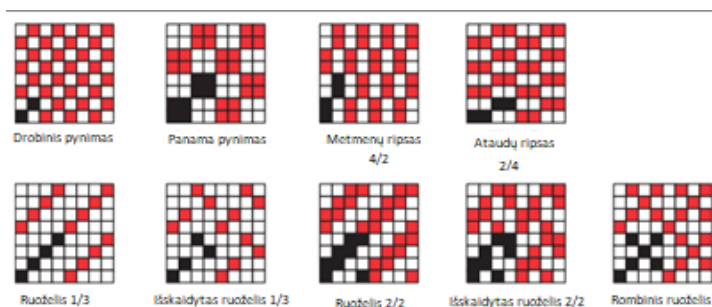 Drobinis pynimas
Panama pynimas
Metmenų ripsas
4/2
Ataudų ripsas
2/4
Ruoželis 1/3
Išskaidytas ruoželis 1/3
Ruoželis 2/2
Išskaidytas ruoželis 2/2
Rombinis ruoželis